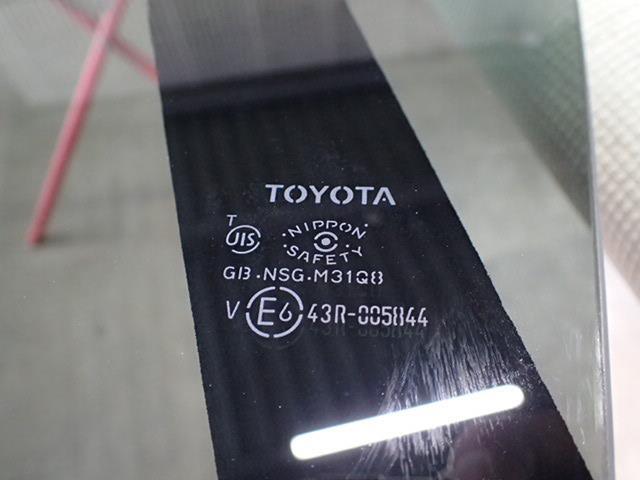 TOYOTA
T
JIS
NIPPON
SAFETY
GB·NSG·M31Q8
V E6 43R-005844